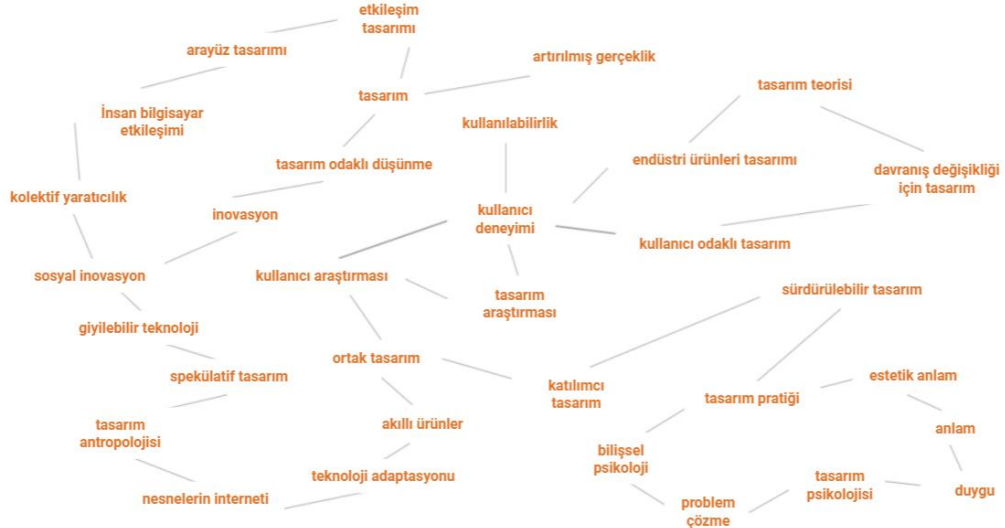 etkileşim
tasarımı
arayüz tasarımı
artırılmış gerçeklik
tasarım teorisi
tasarım
İnsan bilgisayar
etkileşimi
kullanılabilirlik
tasarım odaklı düşünme
endüstri ürünleri tasarımı
davranış değişikliği
için tasarım
kolektif yaratıcılık
inovasyon
kullanıcı
deneyimi
kullanıcı odaklı tasarım
sosyal inovasyon
kullanıcı araştırması
tasarım
araştırması
sürdürülebilir tasarım
giyilebilir teknoloji
ortak tasarım
spekülatif tasarım
katılımcı
tasarım
tasarım pratiği
estetik anlam
tasarım
antropolojisi
akıllı ürünler
anlam
bilişsel
psikoloji
teknoloji adaptasyonu
tasarım
psikolojisi
duygu
nesnelerin interneti
problem
çözme